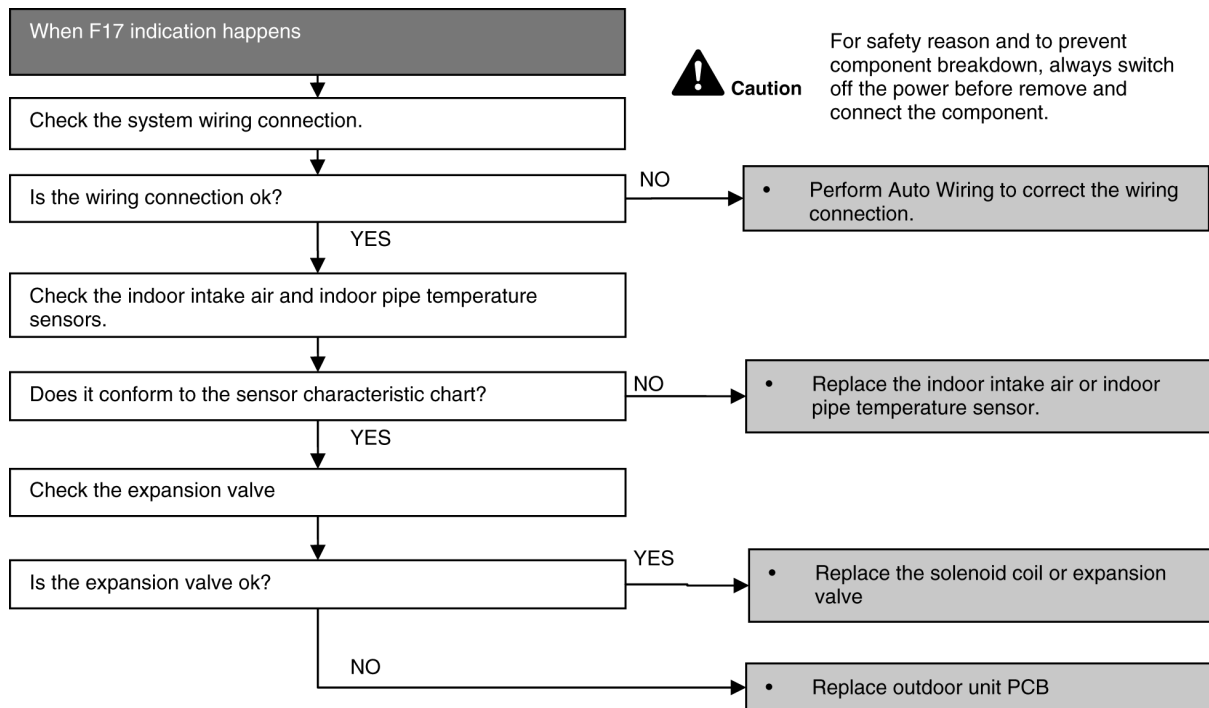 When F17 indication happens
Caution
For safety reason and to prevent
component breakdown, always switch
off the power before remove and
connect the component.
Check the system wiring connection.
Is the wiring connection ok?
NO
• Perform Auto Wiring to correct the wiring
connection.
YES
Check the indoor intake air and indoor pipe temperature
sensors.
Does it conform to the sensor characteristic chart?
NO
• Replace the indoor intake air or indoor
pipe temperature sensor.
YES
Check the expansion valve
Is the expansion valve ok?
YES
• Replace the solenoid coil or expansion
valve
NO
• Replace outdoor unit PCB